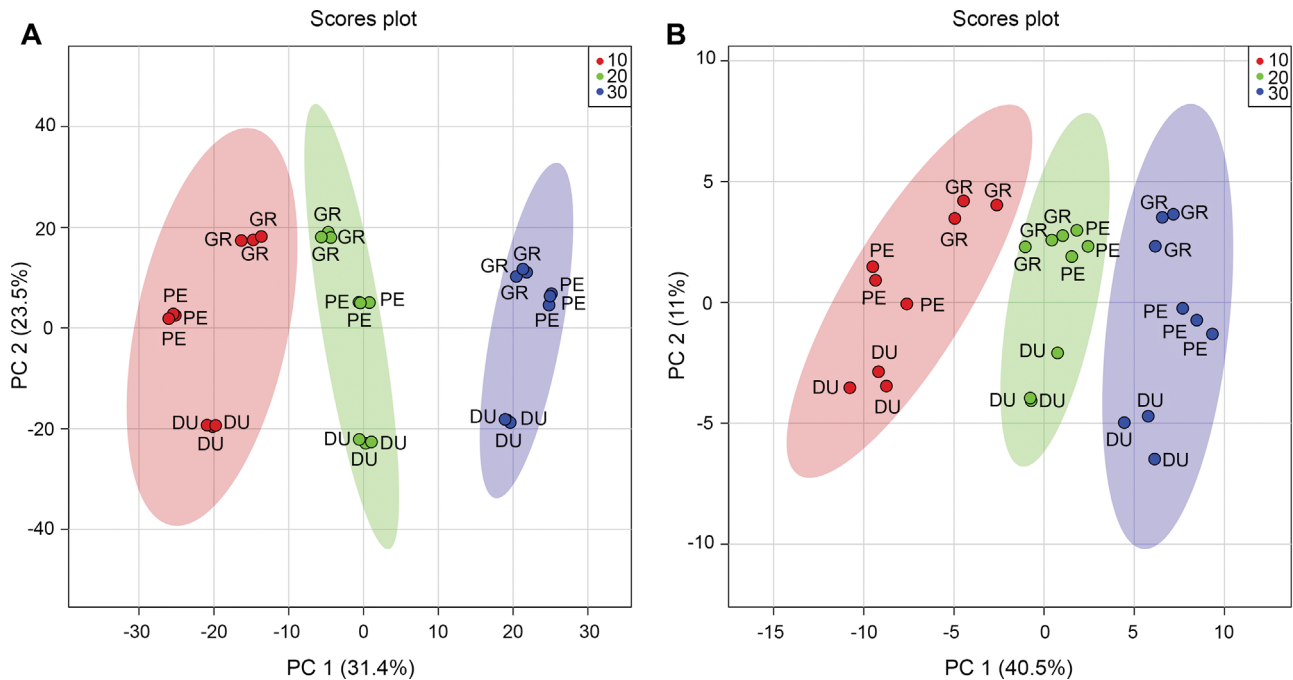 A
Scores plot
10
20
30
40
20
0
-20
-40
PC 2 (23.5%)
GR
GR
GR
PE
PE
PE
DU
DU
DU
GR
GR
GR
PE
PE
PE
DU
DU
DU
GR
GR
GR
PE
PE
PE
DU
DU
DU
-30
-20
-10
0
10
20
30
PC 1 (31.4%)
B
Scores plot
10
20
30
10
5
0
-5
-10
PC 2 (11%)
GR
GR
GR
PE
PE
PE
DU
DU
DU
GR
GR
GR
PE
PE
PE
DU
DU
DU
GR
GR
GR
PE
PE
PE
DU
DU
DU
-15
-10
-5
0
5
10
PC 1 (40.5%)